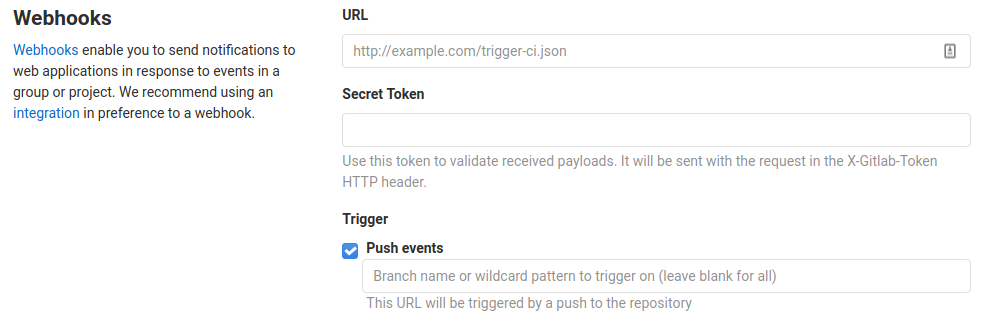 Webhooks
Webhooks enable you to send notifications to
web applications in response to events in a
group or project. We recommend using an
integration in preference to a webhook.
URL
http://example.com/trigger-ci.json
Secret Token
Use this token to validate received payloads. It will be sent with the request in the X-Gitlab-Token
HTTP header.
Trigger
Push events
Branch name or wildcard pattern to trigger on (leave blank for all)
This URL will be triggered by a push to the repository